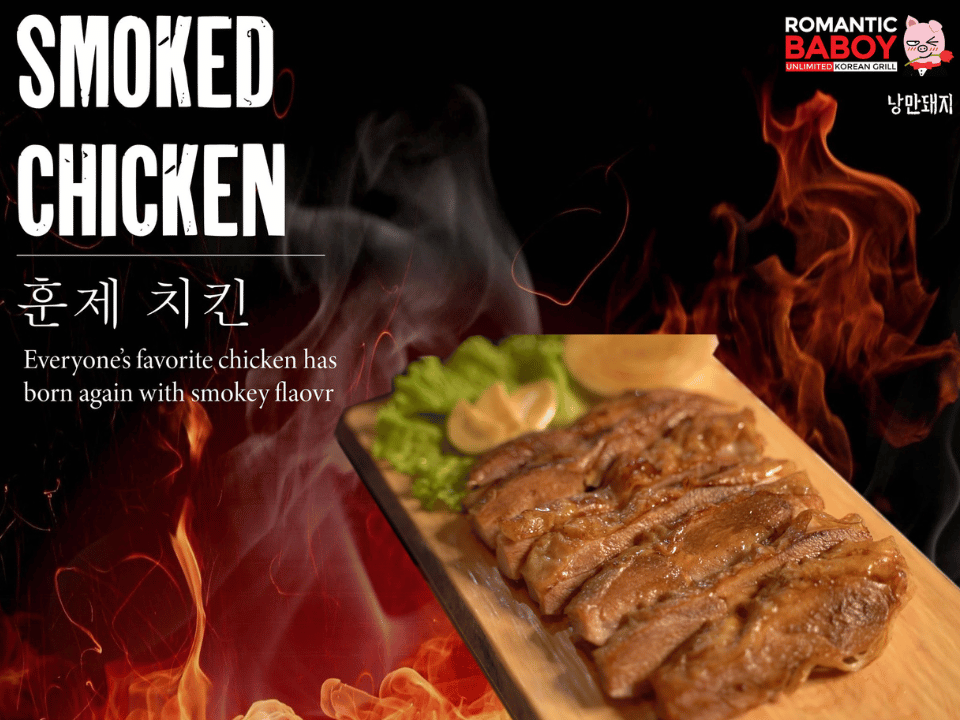 SMOKED
CHICKEN
훈제 치킨
Everyone's favorite chicken has
born again with smokey flaovr
ROMANTIC
BABOY
UNLIMITED KOREAN GRILL
낭만돼지